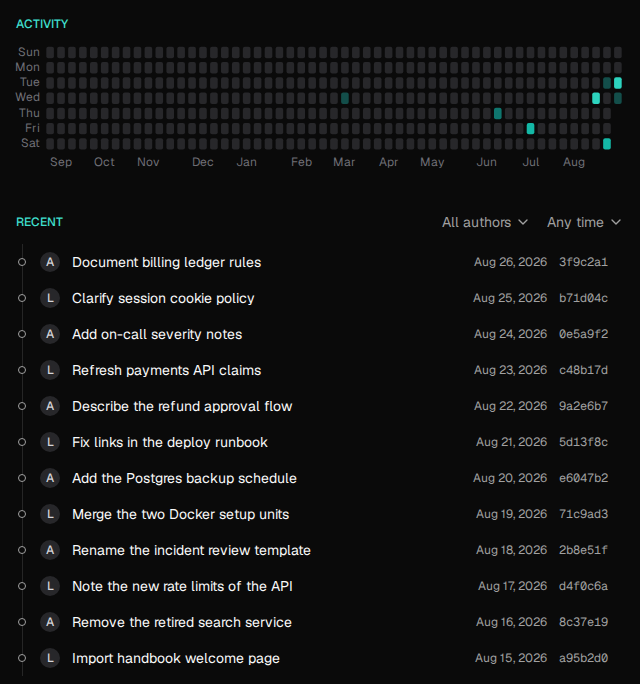 ACTIVITY
Sun
Mon
Tue
Wed
Thu
Fri
Sat
Sep Oct Nov Dec Jan Feb Mar Apr May Jun Jul Aug
RECENT All authors Any time
A Document billing ledger rules Aug 26, 2026 3f9c2a1
L Clarify session cookie policy Aug 25, 2026 b71d04c
A Add on-call severity notes Aug 24, 2026 0e5a9f2
L Refresh payments API claims Aug 23, 2026 c48b17d
A Describe the refund approval flow Aug 22, 2026 9a2e6b7
L Fix links in the deploy runbook Aug 21, 2026 5d13f8c
A Add the Postgres backup schedule Aug 20, 2026 e6047b2
L Merge the two Docker setup units Aug 19, 2026 71c9ad3
A Rename the incident review template Aug 18, 2026 2b8e51f
L Note the new rate limits of the API Aug 17, 2026 d4f0c6a
A Remove the retired search service Aug 16, 2026 8c37e19
L Import handbook welcome page Aug 15, 2026 a95b2d0